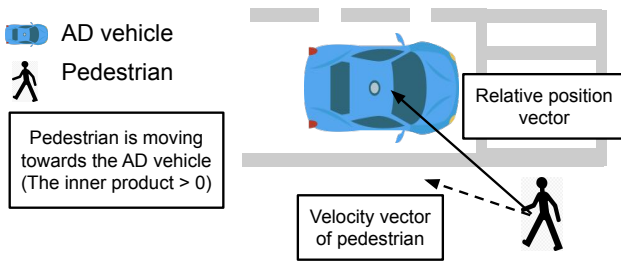 AD vehicle
Pedestrian
Pedestrian is moving
towards the AD vehicle
(The inner product > 0)
Relative position
vector
Velocity vector
of pedestrian